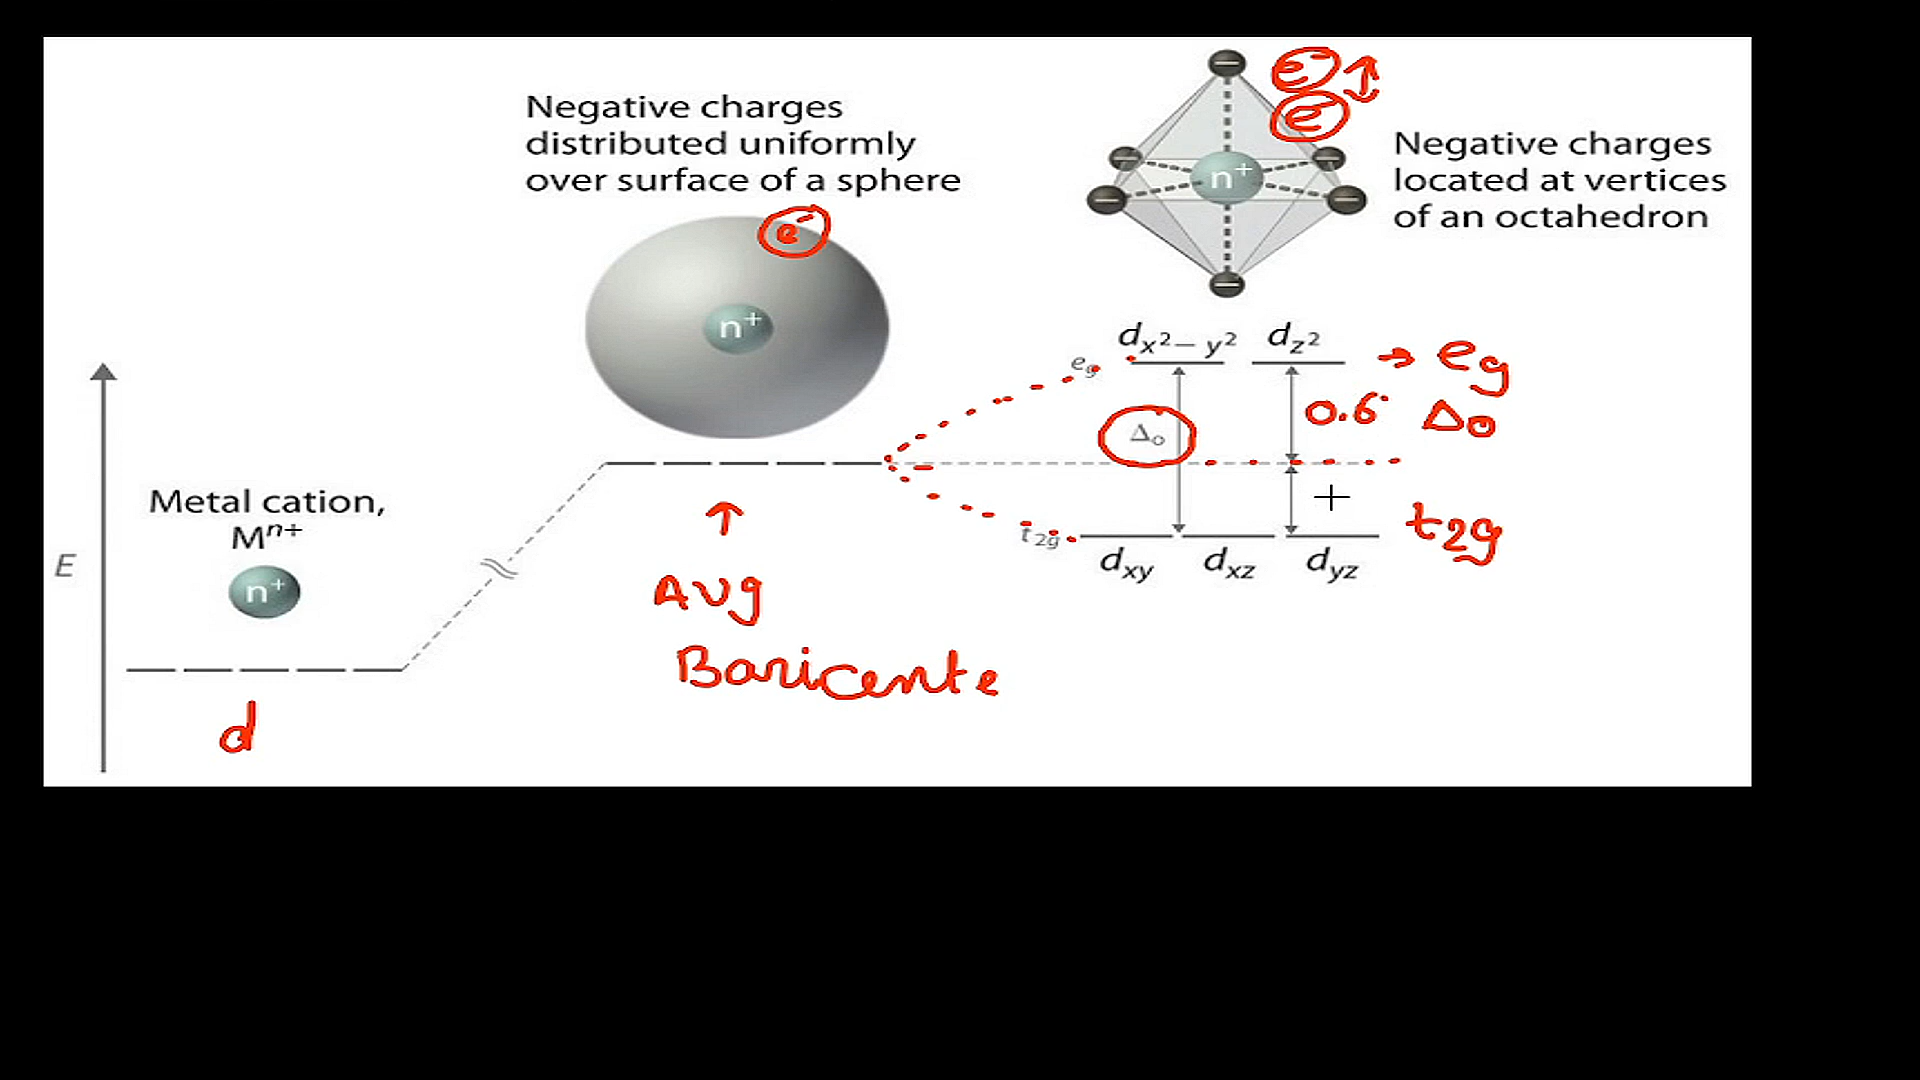 Negative charges
distributed uniformly
over surface of a sphere
e⁻
n⁺
e⁻
e⁻
n⁺
Negative charges
located at vertices
of an octahedron
E
Metal cation,
Mⁿ⁺
n⁺
d
Avg
Baricente
dx²−y² dz²
eg
→ eg
Δo
0.6 Δo
t2g
t2g
dxy dxz dyz